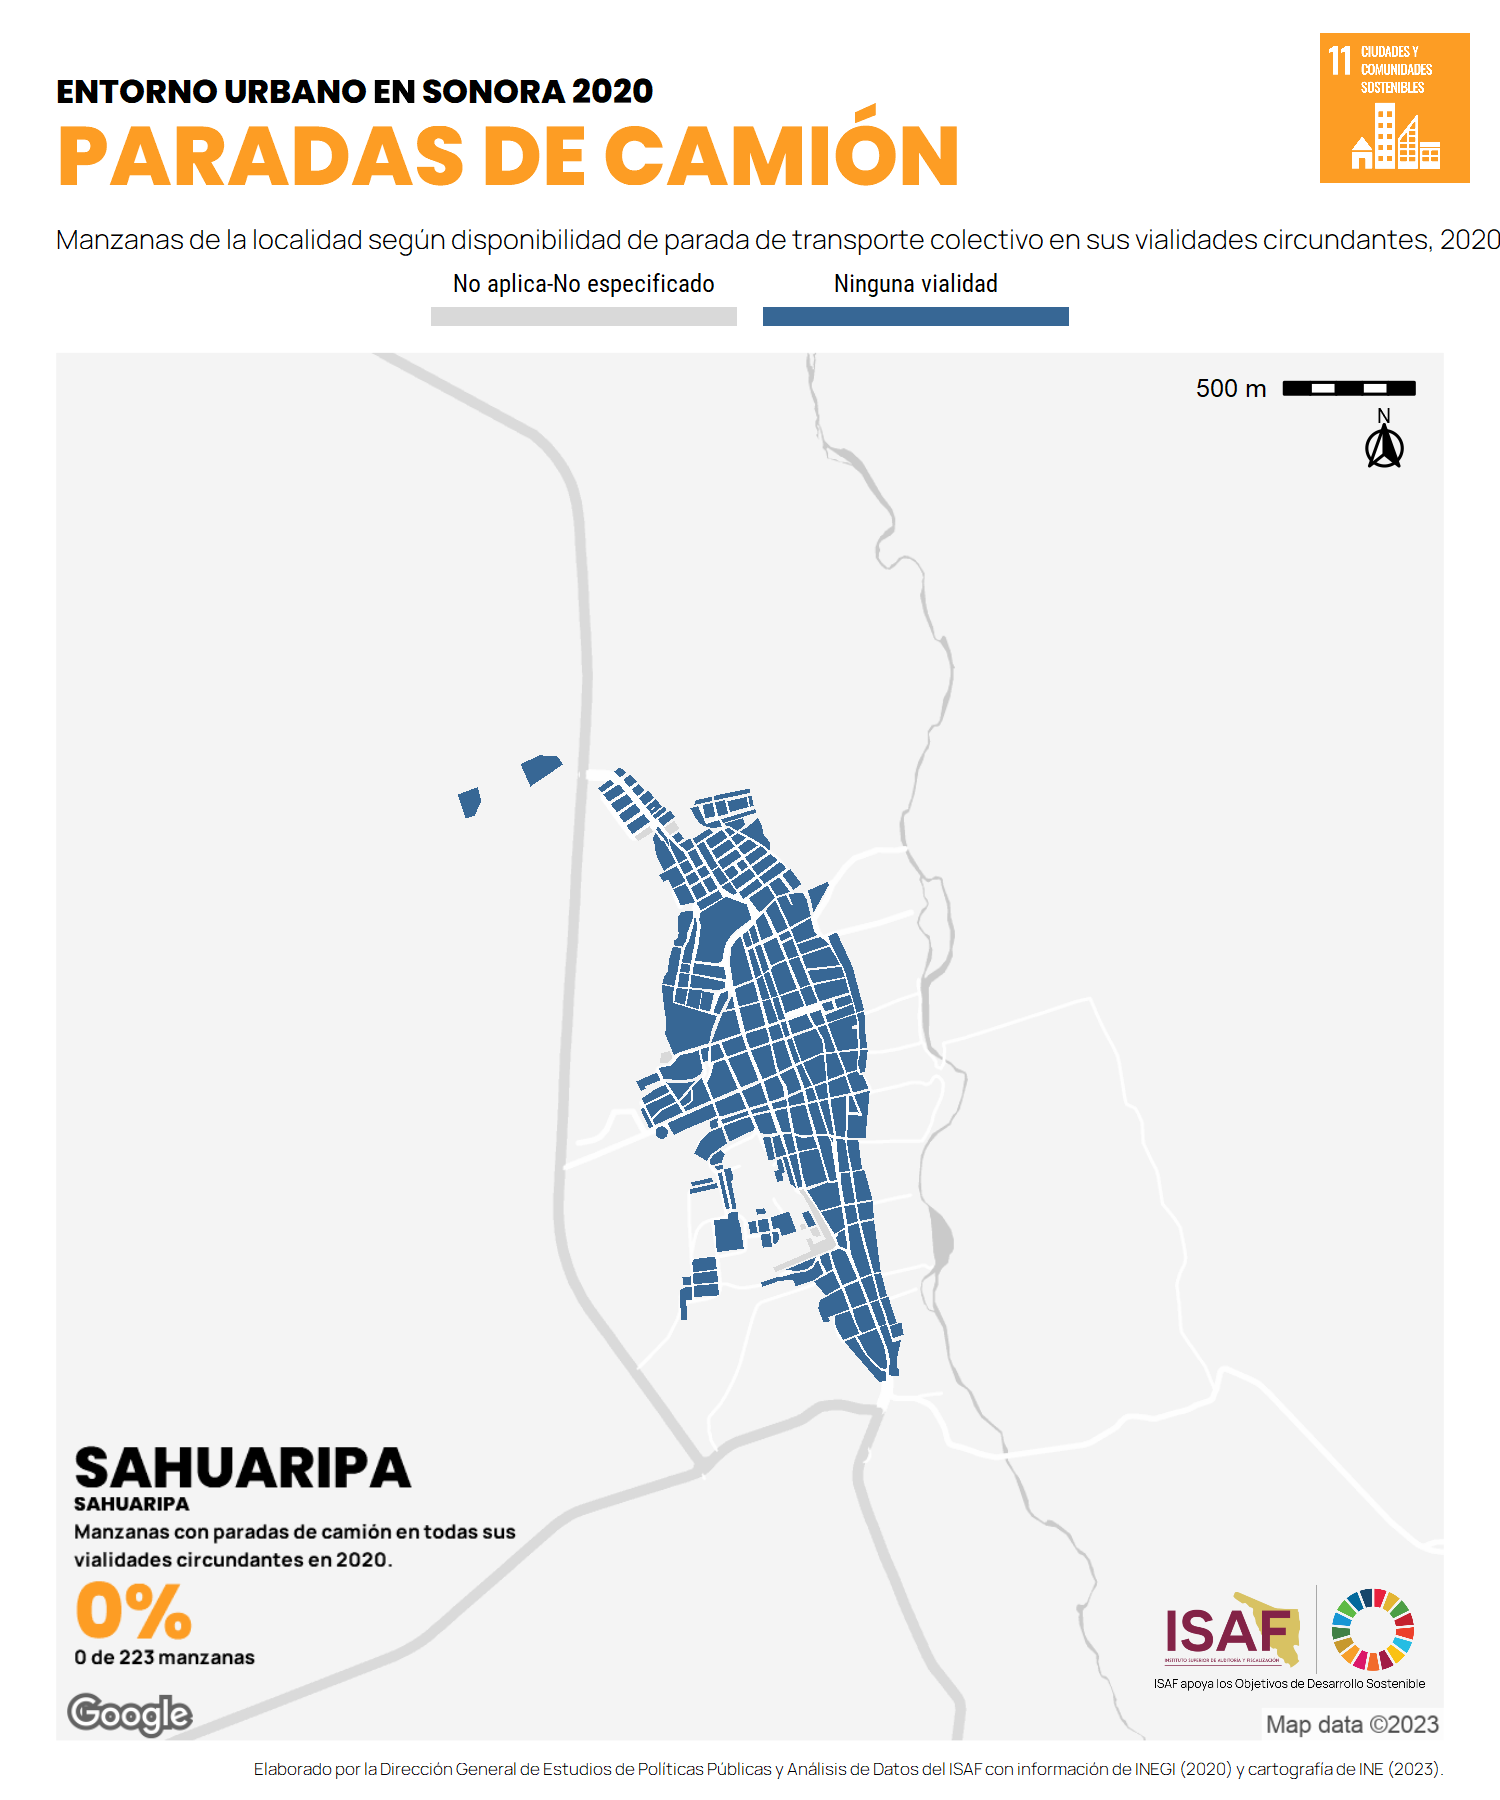 ENTORNO URBANO EN SONORA 2020
PARADAS DE CAMIÓN
11 CIUDADES Y
COMUNIDADES
SOSTENIBLES
Manzanas de la localidad según disponibilidad de parada de transporte colectivo en sus vialidades circundantes, 2020
No aplica-No especificado
Ninguna vialidad
500 m
N
SAHUARIPA
SAHUARIPA
Manzanas con paradas de camión en todas sus
vialidades circundantes en 2020.
0%
0 de 223 manzanas
Google
ISAF
INSTITUTO SUPERIOR DE AUDITORÍA Y FISCALIZACIÓN
ISAF apoya los Objetivos de Desarrollo Sostenible
Map data ©2023
Elaborado por la Dirección General de Estudios de Políticas Públicas y Análisis de Datos del ISAF con información de INEGI (2020) y cartografía de INE (2023).